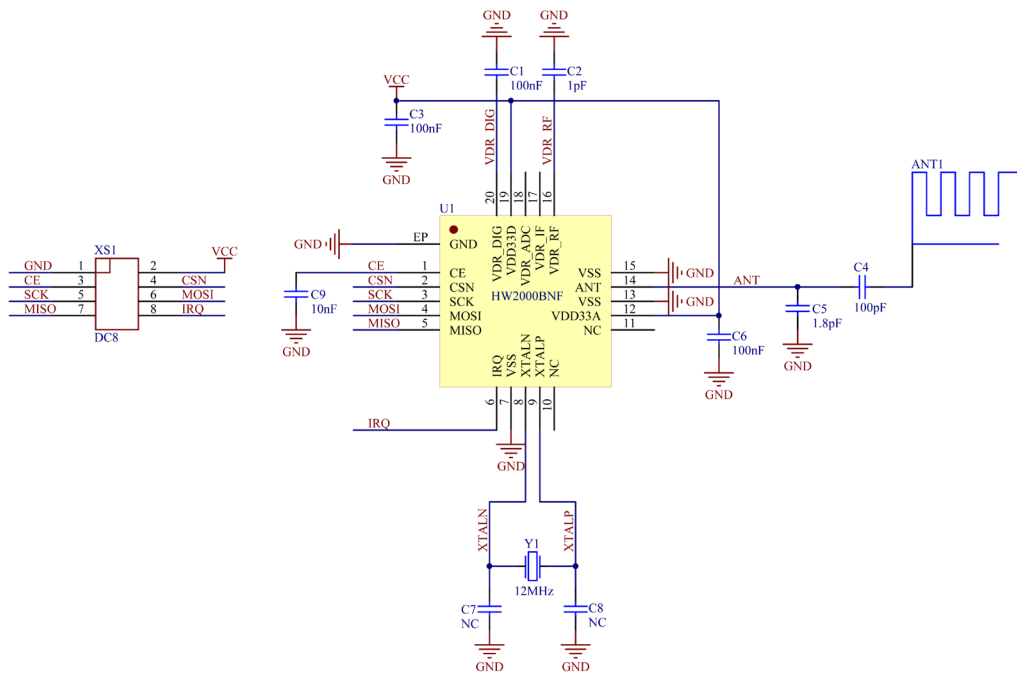 GND
GND
C1
100nF
C2
1pF
VCC
C3
100nF
GND
VDR_DIG
VDR_RF
20
19
18
17
16
U1
EP
GND
GND
VDR_DIG
VDD33D
VDR_ADC
VDR_IF
VDR_RF
HW2000BNF
CE
1
CE
CSN
2
CSN
SCK
3
SCK
MOSI
4
MOSI
MISO
5
MISO
C9
10nF
GND
VSS
15
GND
ANT
14
ANT
VSS
13
GND
VDD33A
12
NC
11
IRQ
VSS
XTALN
XTALP
NC
6
7
8
9
10
IRQ
GND
C6
100nF
GND
C5
1.8pF
GND
C4
100pF
ANT1
XS1
VCC
GND
1
2
CE
3
4
CSN
SCK
5
6
MOSI
MISO
7
8
IRQ
DC8
XTALN
XTALP
Y1
12MHz
C7
NC
C8
NC
GND
GND